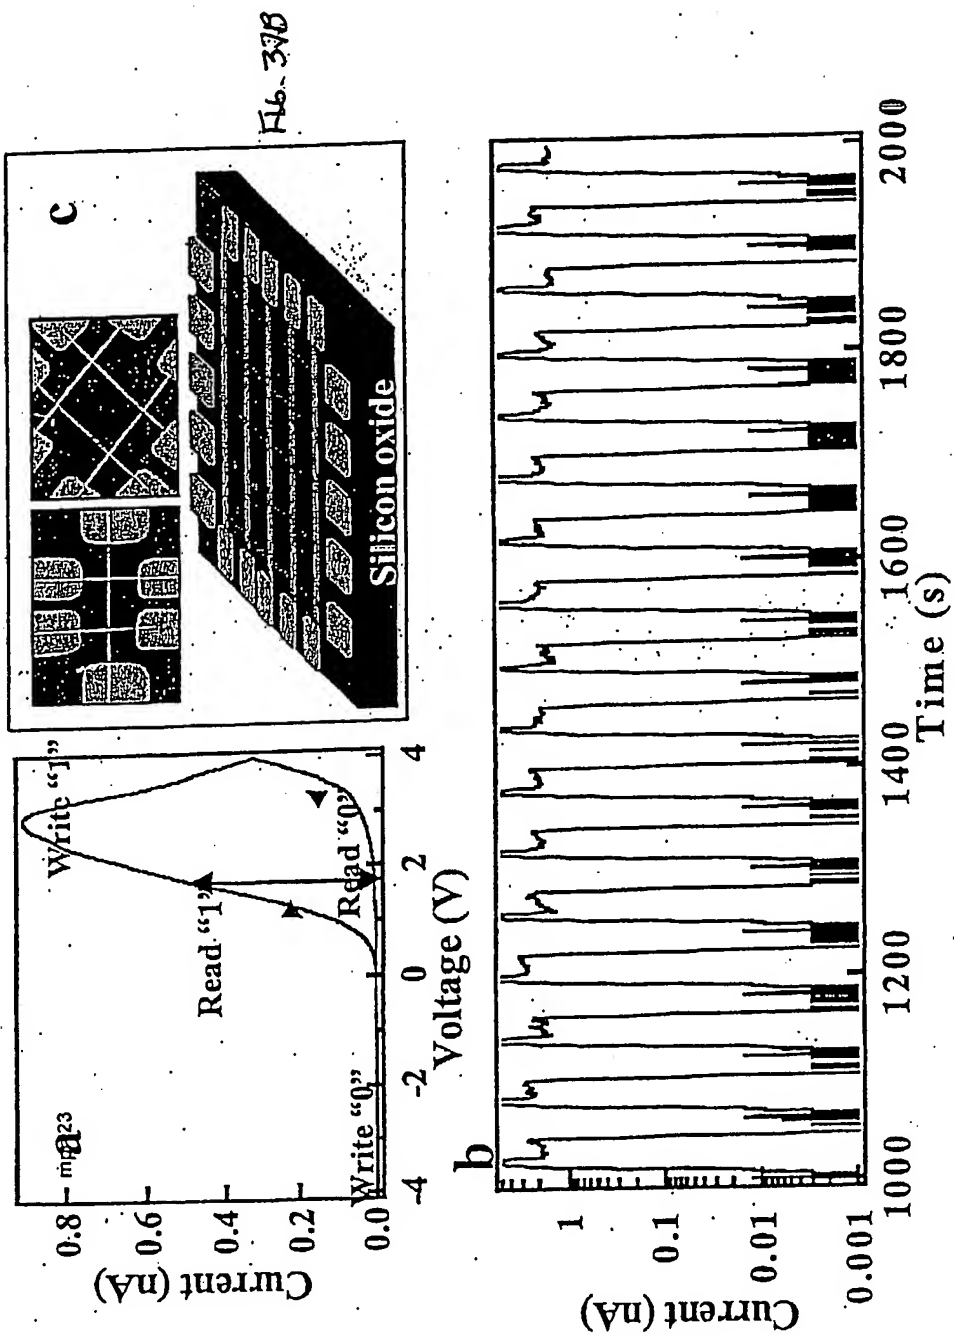 FIG. 37B
a
mp
23
Write “1”
Read “1”
Read “0”
Write “0”
Current (nA)
0.8
0.6
0.4
0.2
0.0
-4
-2
0
2
4
Voltage (V)
c
Silicon oxide
b
Current (nA)
1
0.1
0.01
0.001
1000
1200
1400
1600
1800
2000
Time (s)